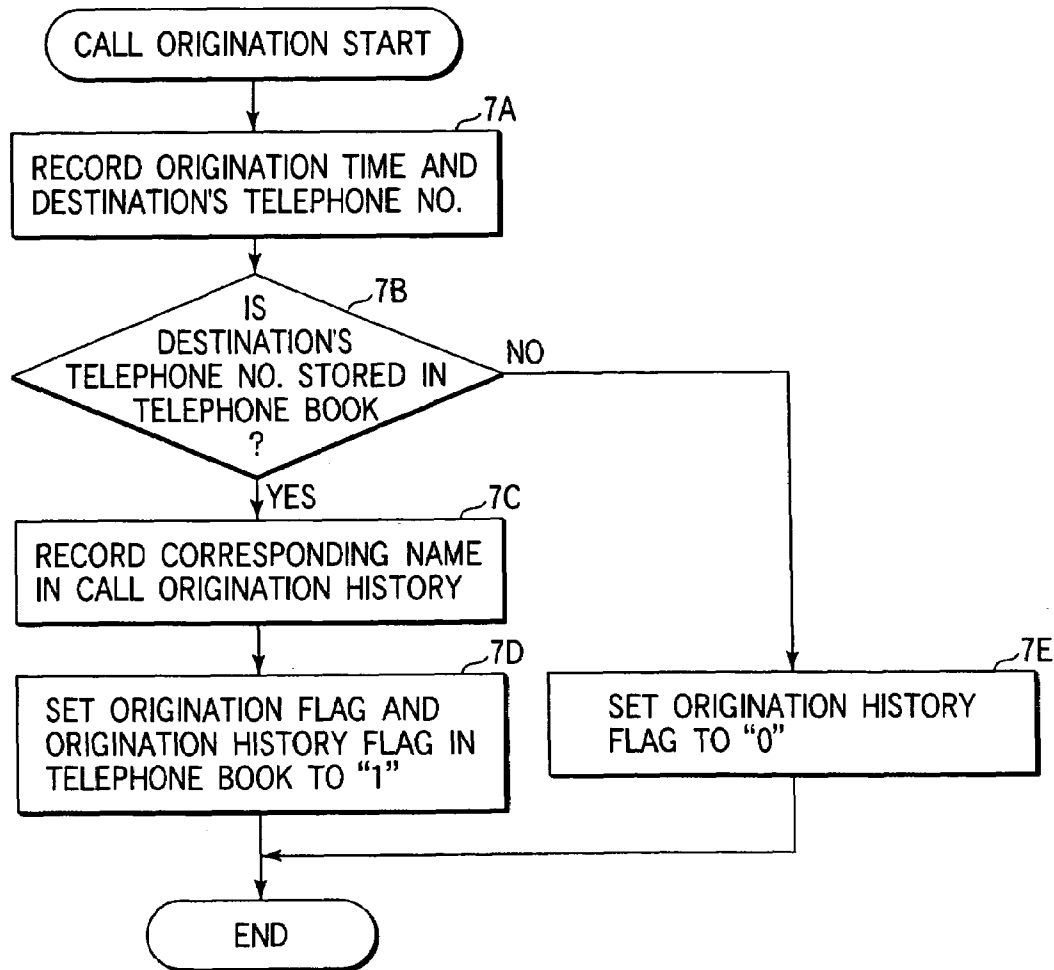 CALL ORIGINATION START
7A
RECORD ORIGINATION TIME AND
DESTINATION'S TELEPHONE NO.
7B
IS
DESTINATION'S
TELEPHONE NO. STORED IN
TELEPHONE BOOK
?
NO
YES
7C
RECORD CORRESPONDING NAME
IN CALL ORIGINATION HISTORY
7D
SET ORIGINATION FLAG AND
ORIGINATION HISTORY FLAG IN
TELEPHONE BOOK TO “1”
7E
SET ORIGINATION HISTORY
FLAG TO “0”
END